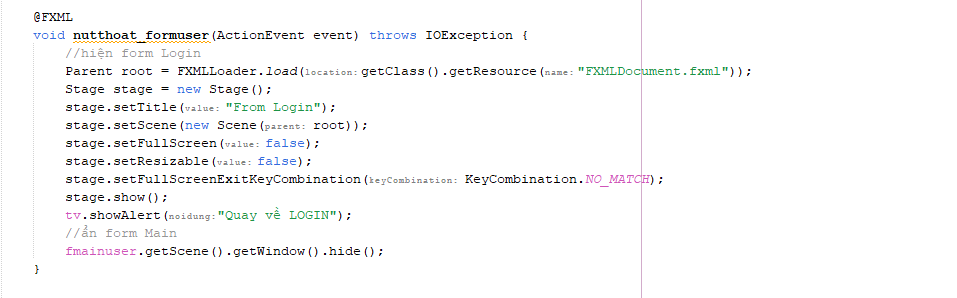 @FXML
void nutthoat_formuser(ActionEvent event) throws IOException {
//hiện form Login
Parent root = FXMLLoader.load(location: getClass().getResource(name: "FXMLDocument.fxml"));
Stage stage = new Stage();
stage.setTitle(value: "From Login");
stage.setScene(new Scene(parent: root));
stage.setFullScreen(value: false);
stage.setResizable(value: false);
stage.setFullScreenExitKeyCombination(keyCombination: KeyCombination.NO_MATCH);
stage.show();
tv.showAlert(noidung:"Quay về LOGIN");
//ẩn form Main
fmainuser.getScene().getWindow().hide();
}